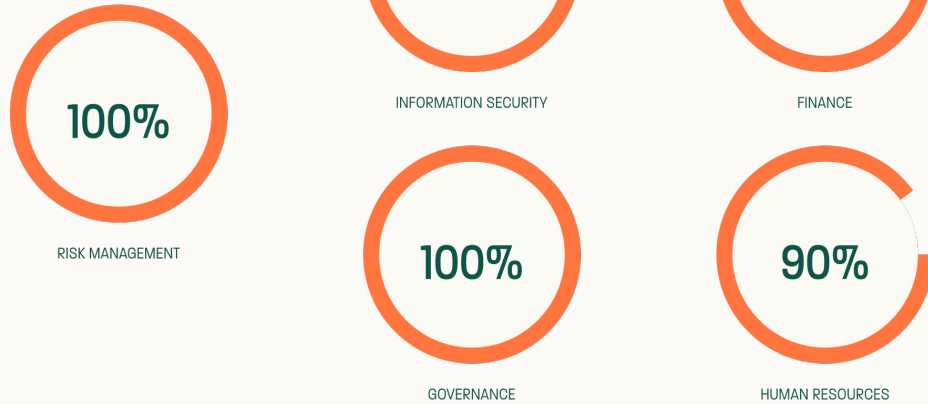 100%
RISK MANAGEMENT
INFORMATION SECURITY
100%
GOVERNANCE
FINANCE
90%
HUMAN RESOURCES